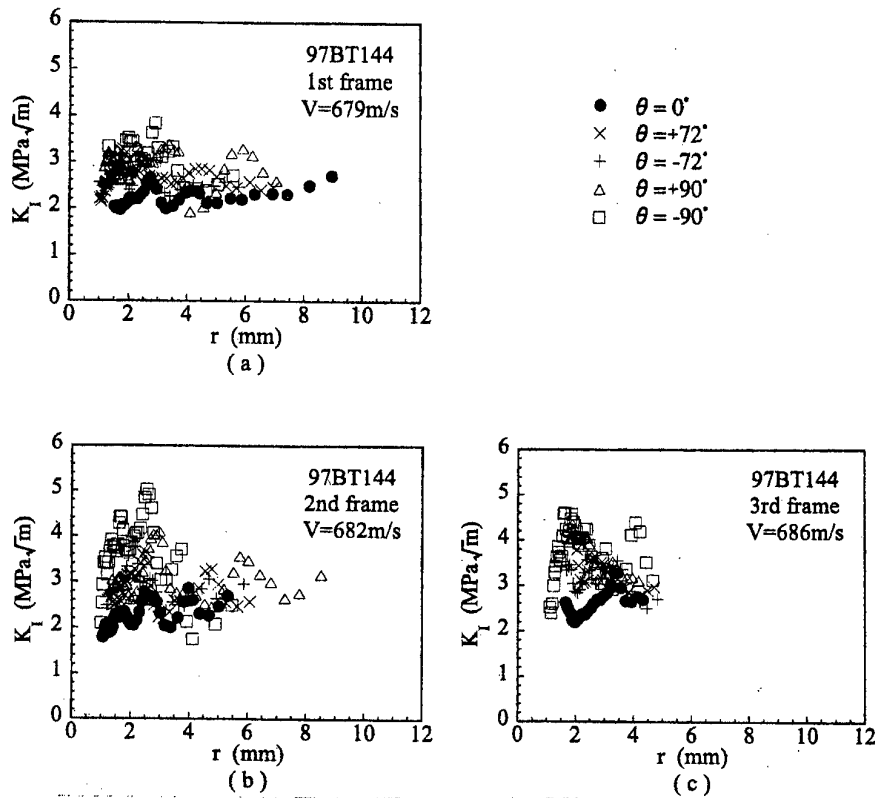 6
5
4
3
2
1
0
K_I (MPa√m)
97BT144
1st frame
V=679m/s
0 2 4 6 8 10 12
r (mm)
( a )
θ = 0°
θ = +72°
θ = -72°
θ = +90°
θ = -90°
6
5
4
3
2
1
0
K_I (MPa√m)
97BT144
2nd frame
V=682m/s
0 2 4 6 8 10 12
r (mm)
( b )
6
5
4
3
2
1
0
K_I (MPa√m)
97BT144
3rd frame
V=686m/s
0 2 4 6 8 10 12
r (mm)
( c )